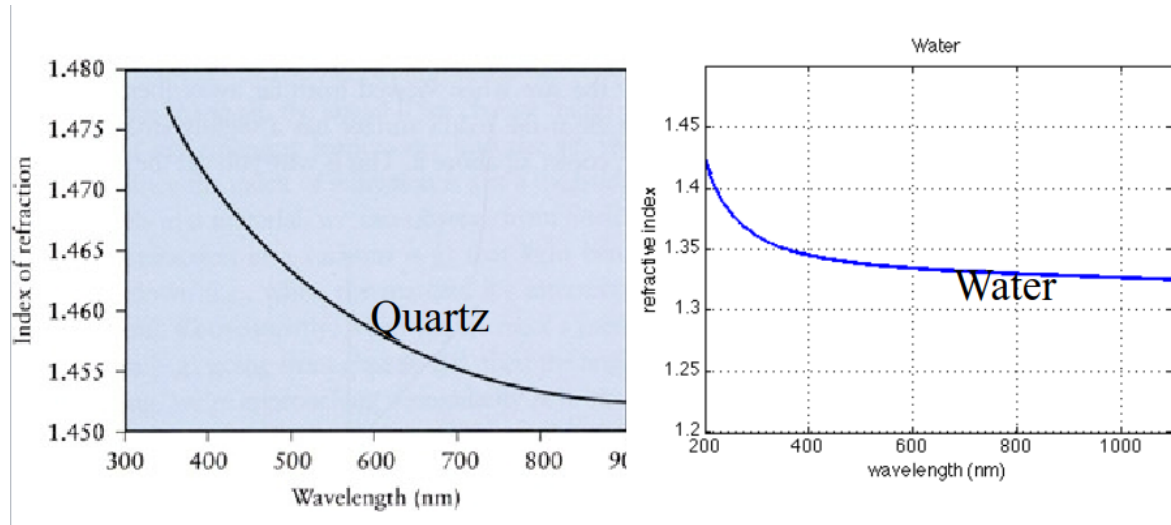 1.480
1.475
1.470
1.465
1.460
1.455
1.450
Index of refraction
300 400 500 600 700 800 90
Wavelength (nm)
Quartz
Water
1.45
1.4
1.35
1.3
1.25
1.2
refractive index
200 400 600 800 1000
wavelength (nm)
Water